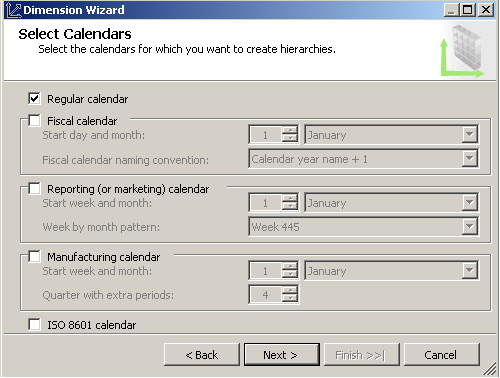 Dimension Wizard
Select Calendars
Select the calendars for which you want to create hierarchies.
Regular calendar
Fiscal calendar
Start day and month: 1 January
Fiscal calendar naming convention: Calendar year name + 1
Reporting (or marketing) calendar
Start week and month: 1 January
Week by month pattern: Week 445
Manufacturing calendar
Start week and month: 1 January
Quarter with extra periods: 4
ISO 8601 calendar
< Back Next > Finish >>| Cancel